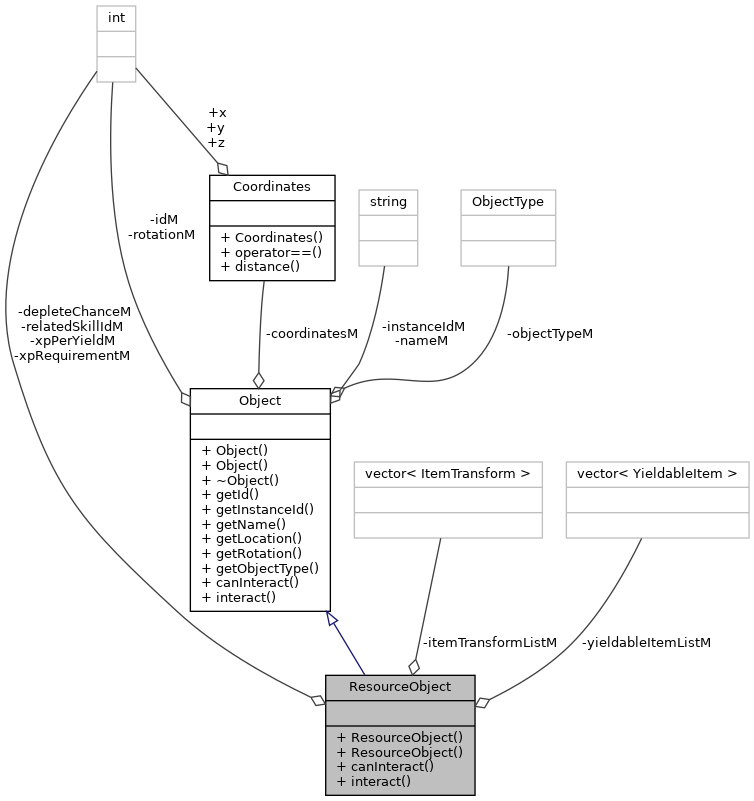 int
+x
+y
+z
Coordinates
+ Coordinates()
+ operator==()
+ distance()
string
ObjectType
-idM
-rotationM
-depleteChanceM
-relatedSkillIdM
-xpPerYieldM
-xpRequirementM
-coordinatesM
-instanceIdM
-nameM
-objectTypeM
Object
+ Object()
+ Object()
+ ~Object()
+ getId()
+ getInstanceId()
+ getName()
+ getLocation()
+ getRotation()
+ getObjectType()
+ canInteract()
+ interact()
vector< ItemTransform >
vector< YieldableItem >
-itemTransformListM
-yieldableItemListM
ResourceObject
+ ResourceObject()
+ ResourceObject()
+ canInteract()
+ interact()